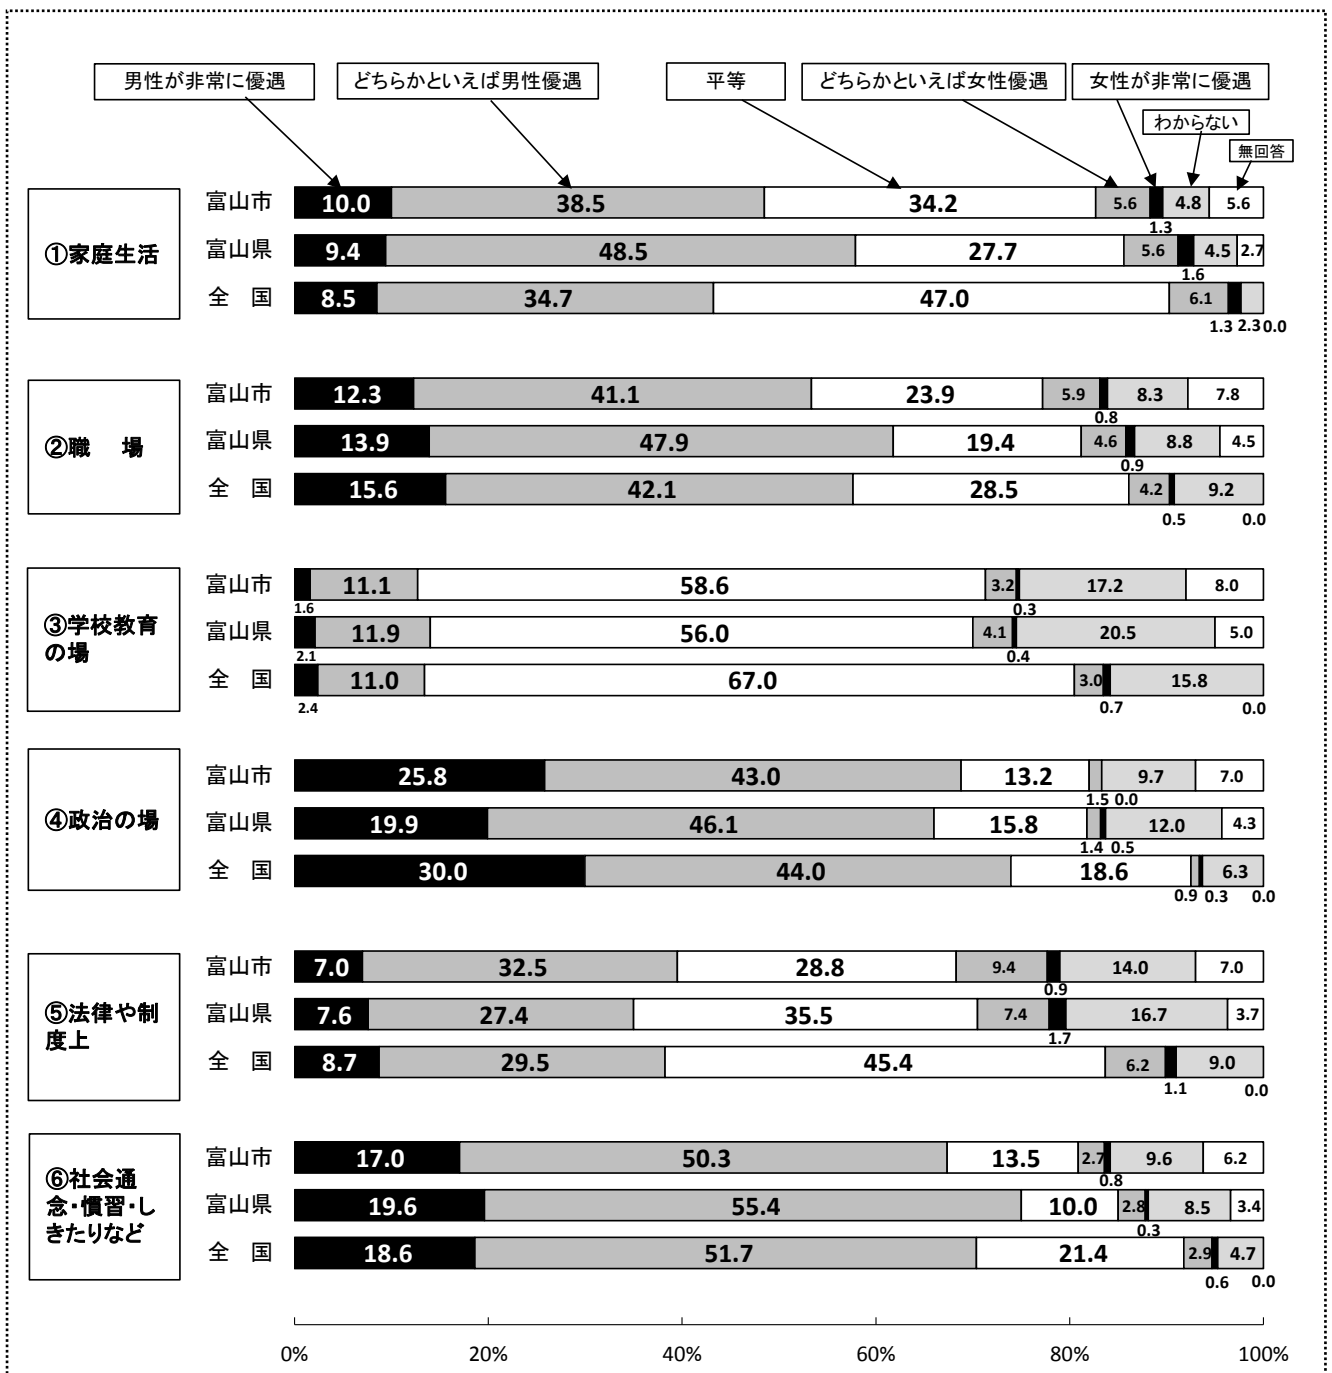 男性が非常に優遇
どちらかといえば男性優遇
平等
どちらかといえば女性優遇
女性が非常に優遇
わからない
無回答
①家庭生活
富山市 10.0 38.5 34.2 5.6 4.8 5.6
1.3
富山県 9.4 48.5 27.7 5.6 4.5 2.7
1.6
全　国 8.5 34.7 47.0 6.1
1.3 2.3 0.0
②職　場
富山市 12.3 41.1 23.9 5.9 8.3 7.8
0.8
富山県 13.9 47.9 19.4 4.6 8.8 4.5
0.9
全　国 15.6 42.1 28.5 4.2 9.2
0.5 0.0
③学校教育
の場
富山市 11.1 58.6 3.2 17.2 8.0
1.6 0.3
富山県 11.9 56.0 4.1 20.5 5.0
2.1 0.4
全　国 11.0 67.0 3.0 15.8
2.4 0.7 0.0
④政治の場
富山市 25.8 43.0 13.2 9.7 7.0
1.5 0.0
富山県 19.9 46.1 15.8 12.0 4.3
1.4 0.5
全　国 30.0 44.0 18.6 6.3
0.9 0.3 0.0
⑤法律や制
度上
富山市 7.0 32.5 28.8 9.4 14.0 7.0
0.9
富山県 7.6 27.4 35.5 7.4 16.7 3.7
1.7
全　国 8.7 29.5 45.4 6.2 9.0
1.1 0.0
⑥社会通
念・慣習・し
きたりなど
富山市 17.0 50.3 13.5 2.7 9.6 6.2
0.8
富山県 19.6 55.4 10.0 2.8 8.5 3.4
0.3
全　国 18.6 51.7 21.4 2.9 4.7
0.6 0.0
0% 20% 40% 60% 80% 100%